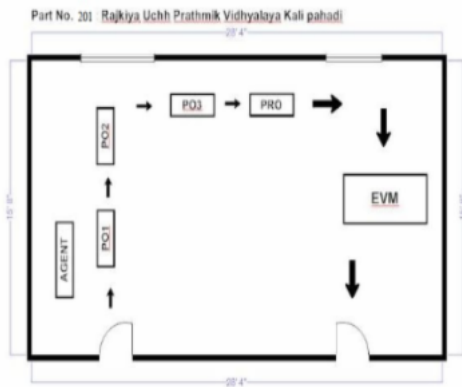 Part No. 201 : Rajkiya Uchh Prathmik Vidhyalaya Kali pahadi
PO3
PRO
PO2
EVM
PO1
AGENT